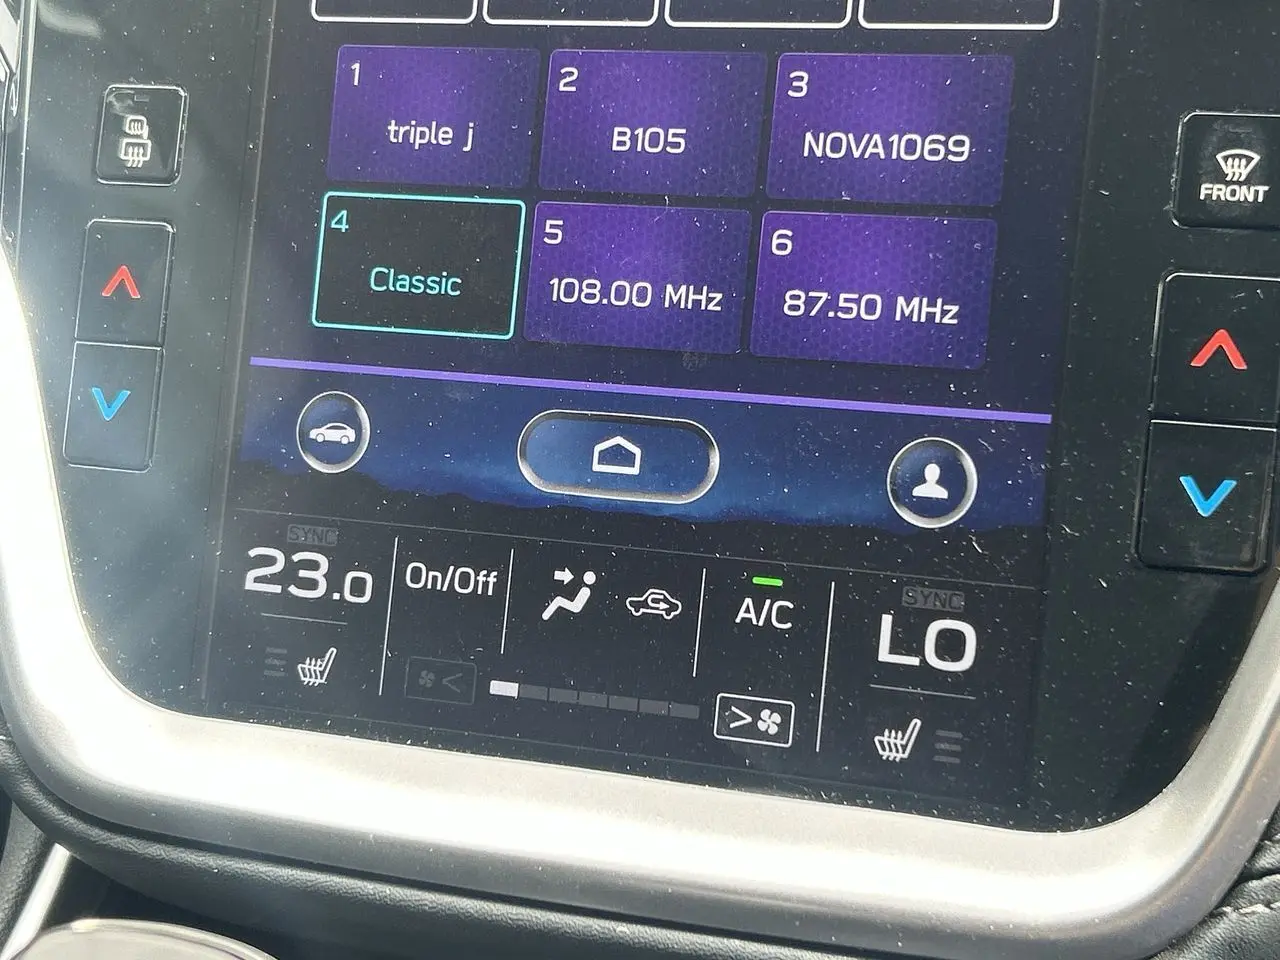 1
triple j
2
B105
3
NOVA1069
4
Classic
5
108.00 MHz
6
87.50 MHz
FRONT
SYNC
23.0
On/Off
A/C
SYNC
LO